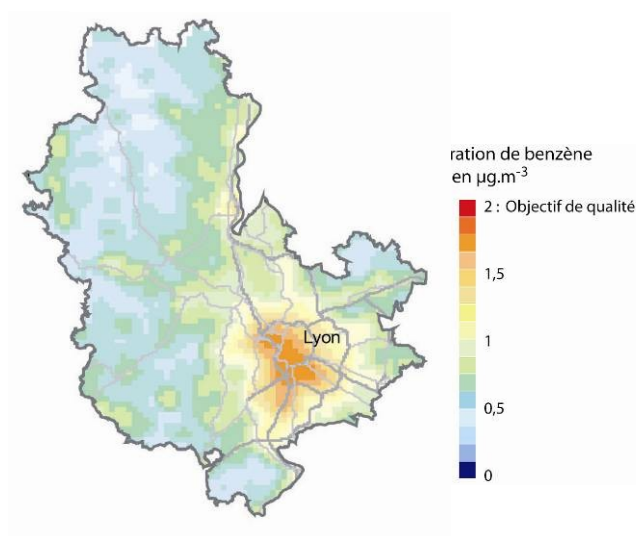 ration de benzène
en µg.m-3
2 : Objectif de qualité
1,5
Lyon
1
0,5
0